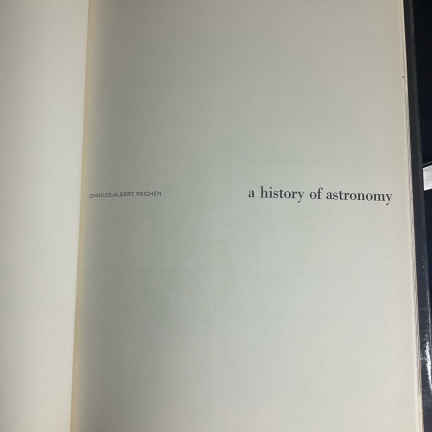 CHARLES-ALBERT REICHEN
a history of astronomy